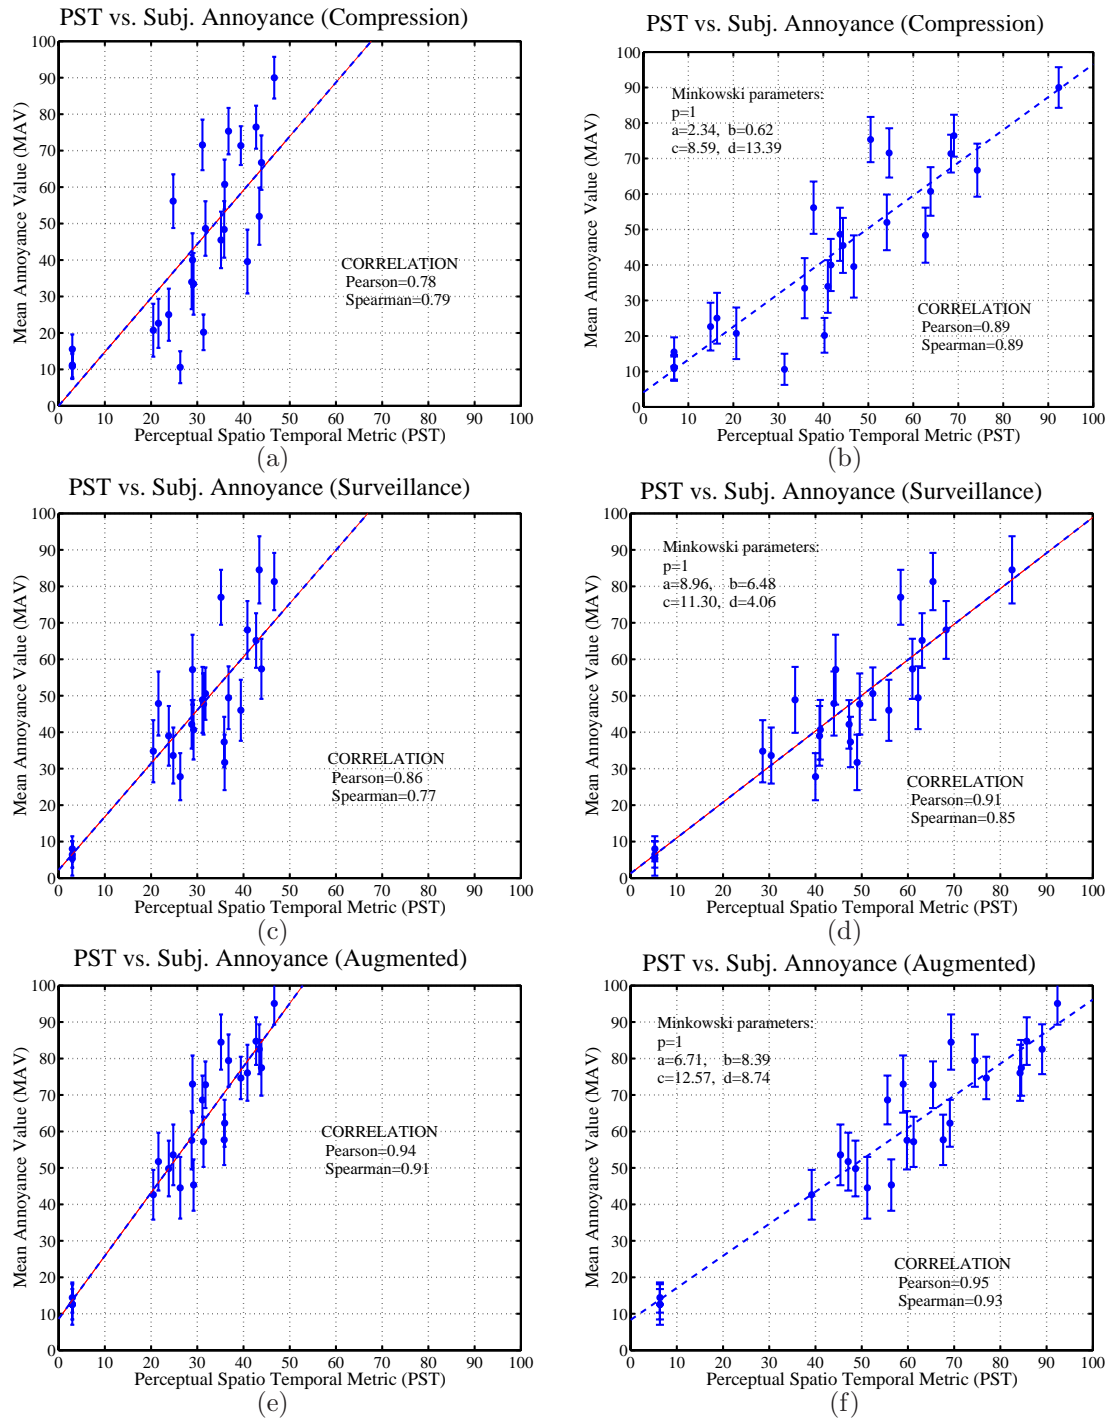 PST vs. Subj. Annoyance (Compression)
Mean Annoyance Value (MAV)
100
90
80
70
60
50
40
30
20
10
0
CORRELATION
Pearson=0.78
Spearman=0.79
0 10 20 30 40 50 60 70 80 90 100
Perceptual Spatio Temporal Metric (PST)
(a)
PST vs. Subj. Annoyance (Compression)
Mean Annoyance Value (MAV)
100
90
80
70
60
50
40
30
20
10
0
Minkowski parameters:
p=1
a=2.34, b=0.62
c=8.59, d=13.39
CORRELATION
Pearson=0.89
Spearman=0.89
0 10 20 30 40 50 60 70 80 90 100
Perceptual Spatio Temporal Metric (PST)
(b)
PST vs. Subj. Annoyance (Surveillance)
Mean Annoyance Value (MAV)
100
90
80
70
60
50
40
30
20
10
0
CORRELATION
Pearson=0.86
Spearman=0.77
0 10 20 30 40 50 60 70 80 90 100
Perceptual Spatio Temporal Metric (PST)
(c)
PST vs. Subj. Annoyance (Surveillance)
Mean Annoyance Value (MAV)
100
90
80
70
60
50
40
30
20
10
0
Minkowski parameters:
p=1
a=8.96, b=6.48
c=11.30, d=4.06
CORRELATION
Pearson=0.91
Spearman=0.85
0 10 20 30 40 50 60 70 80 90 100
Perceptual Spatio Temporal Metric (PST)
(d)
PST vs. Subj. Annoyance (Augmented)
Mean Annoyance Value (MAV)
100
90
80
70
60
50
40
30
20
10
0
CORRELATION
Pearson=0.94
Spearman=0.91
0 10 20 30 40 50 60 70 80 90 100
Perceptual Spatio Temporal Metric (PST)
(e)
PST vs. Subj. Annoyance (Augmented)
Mean Annoyance Value (MAV)
100
90
80
70
60
50
40
30
20
10
0
Minkowski parameters:
p=1
a=6.71, b=8.39
c=12.57, d=8.74
CORRELATION
Pearson=0.95
Spearman=0.93
0 10 20 30 40 50 60 70 80 90 100
Perceptual Spatio Temporal Metric (PST)
(f)